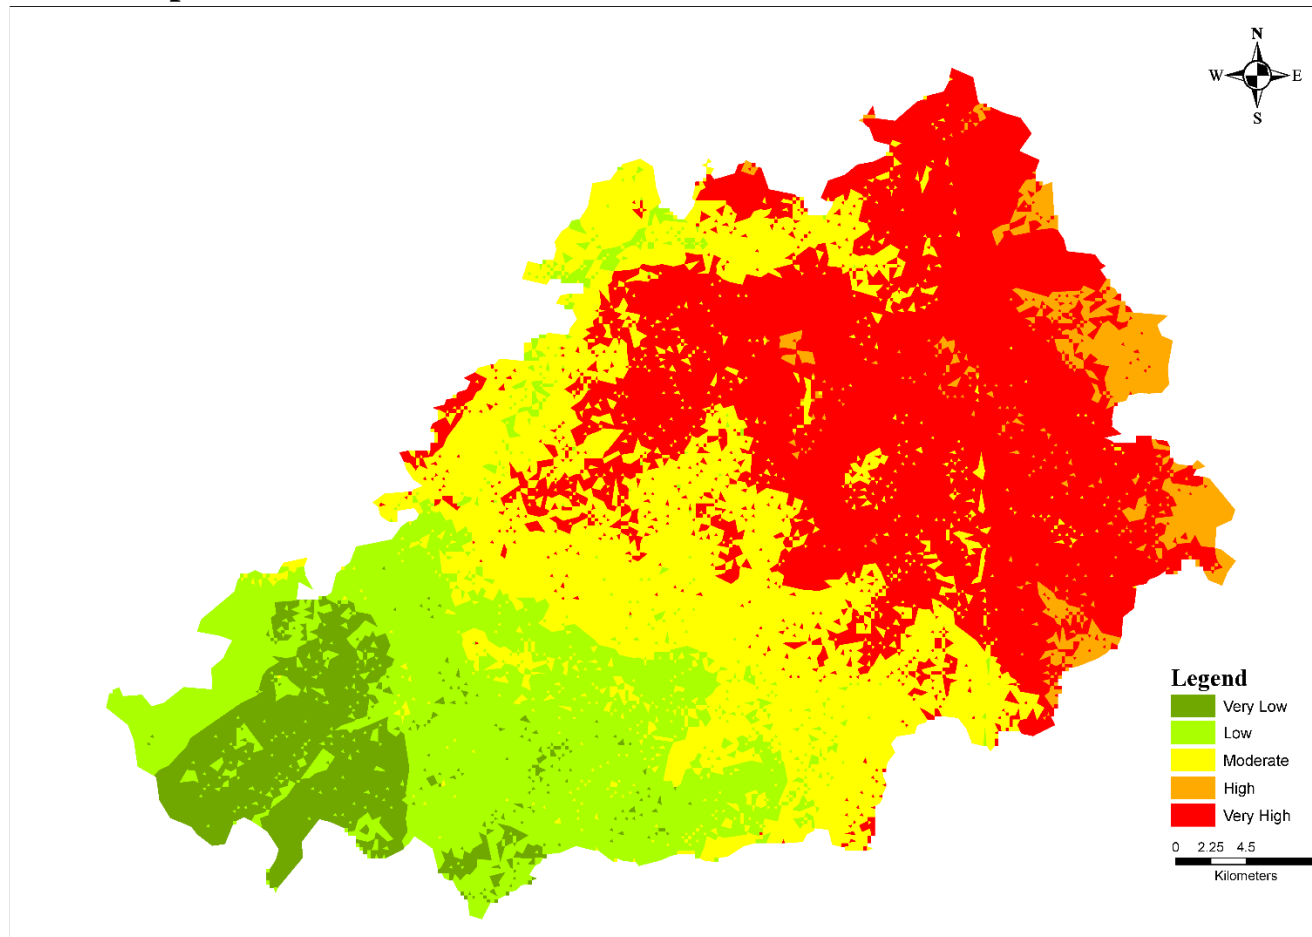 N
W E
S
Legend
Very Low
Low
Moderate
High
Very High
0 2.25 4.5
Kilometers